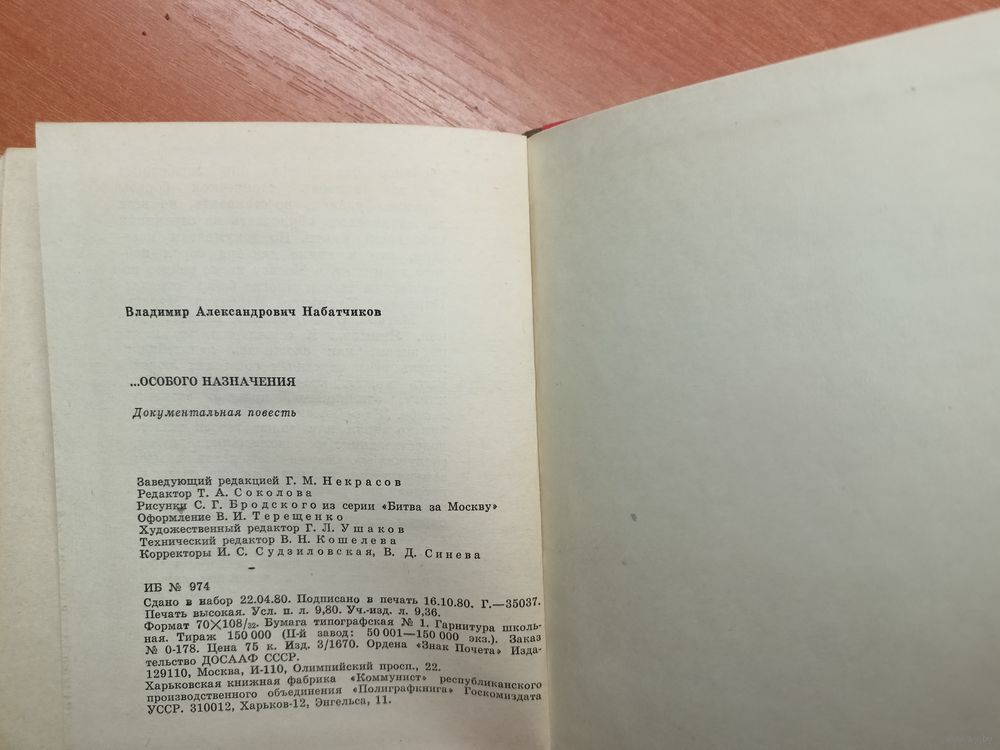 Владимир Александрович Набатчиков
...ОСОБОГО НАЗНАЧЕНИЯ
Документальная повесть
Заведующий редакцией Г. М. Некрасов
Редактор Т. А. Соколова
Рисунки С. Г. Бродского из серии «Битва за Москву»
Оформление В. И. Терещенко
Художественный редактор Г. Л. Ушаков
Технический редактор В. Н. Кошелева
Корректоры И. С. Судзиловская, В. Д. Синева
ИБ № 974
Сдано в набор 22.04.80. Подписано в печать 16.10.80. Г.—35037.
Печать высокая. Усл. п. л. 9,80. Уч.-изд. л. 9,36.
Формат 70×108/32. Бумага типографская № 1. Гарнитура школь-
ная. Тираж 150 000 (II-й завод: 50 001—150 000 экз.). Заказ
№ 0-178. Цена 75 к. Изд. 3/1670. Ордена «Знак Почета» Изда-
тельство ДОСААФ СССР.
129110, Москва, И-110, Олимпийский просп., 22.
Харьковская книжная фабрика «Коммунист» республиканского
производственного объединения «Полиграфкнига» Госкомиздата
УССР. 310012, Харьков-12, Энгельса, 11.